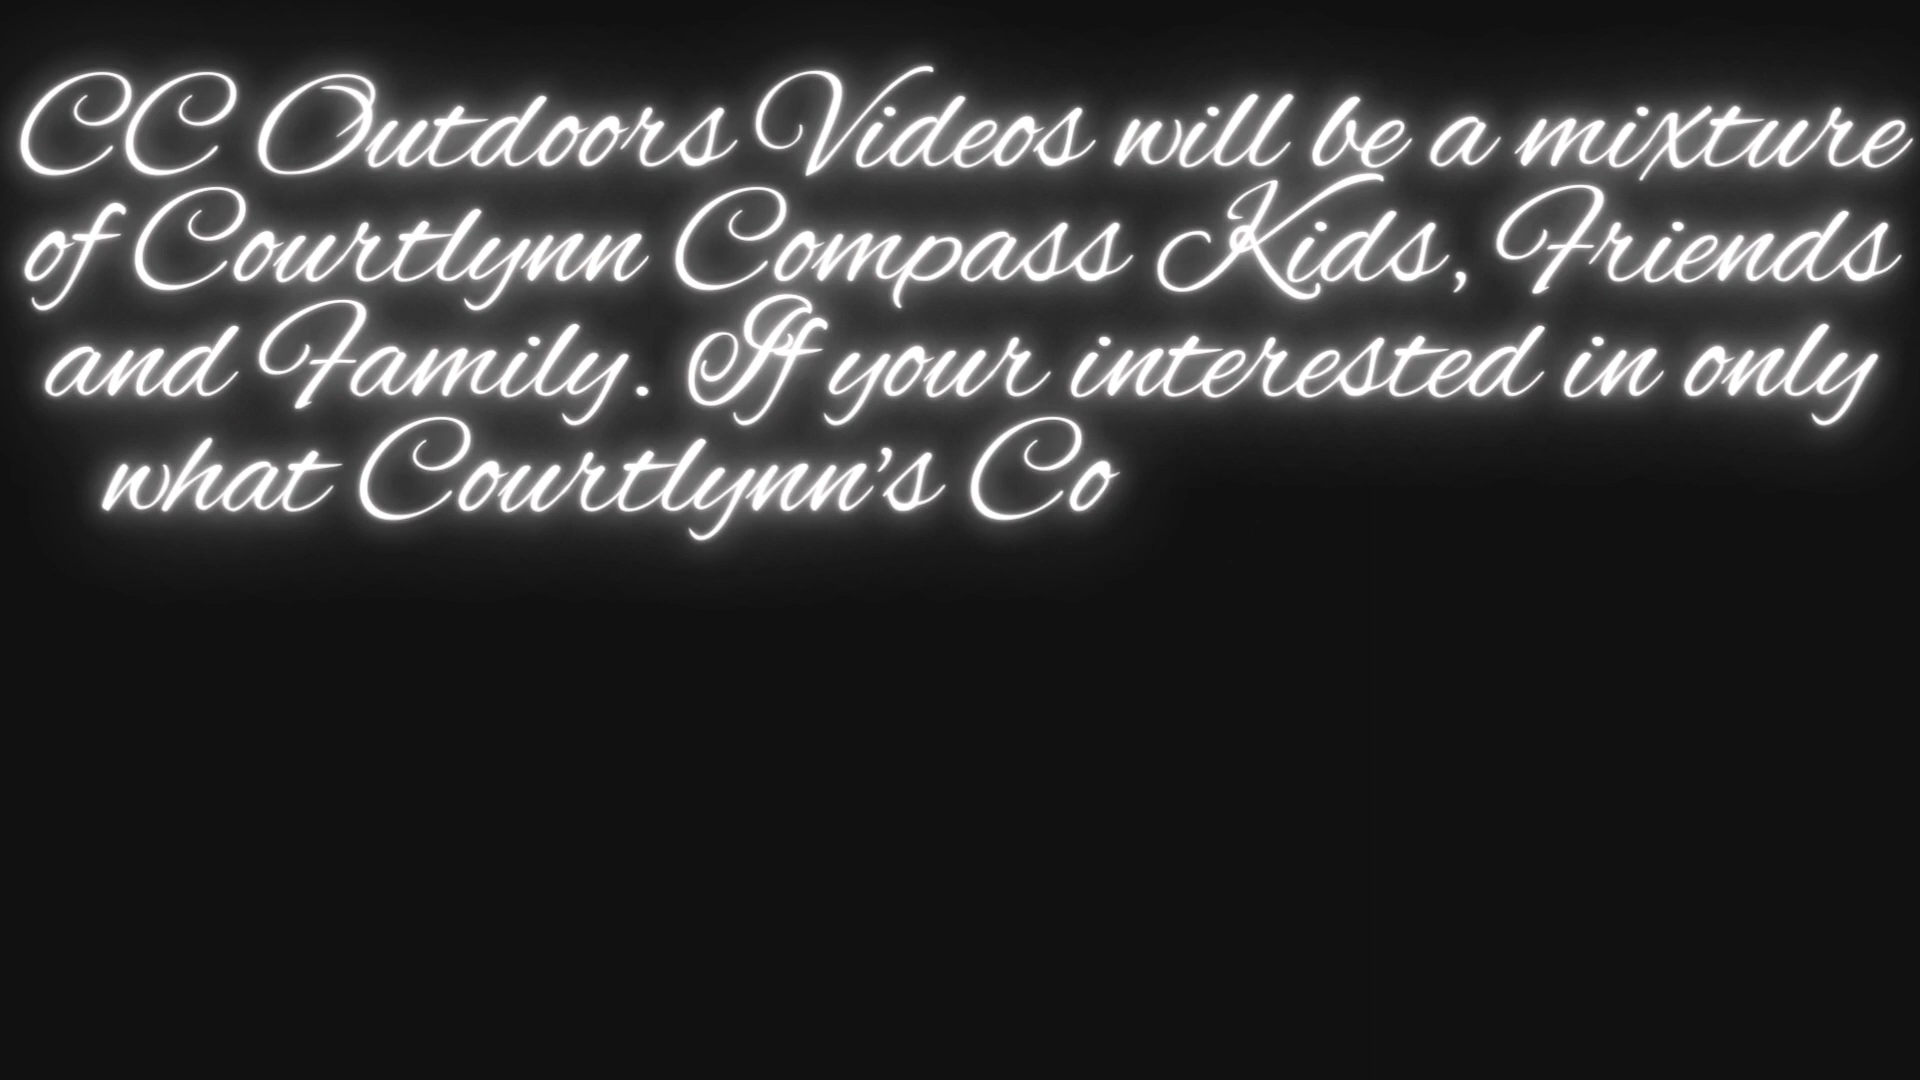 CC Outdoors Videos will be a mixture
of Courtlynn Compass Kids, Friends
and Family. If your interested in only
what Courtlynn's Co